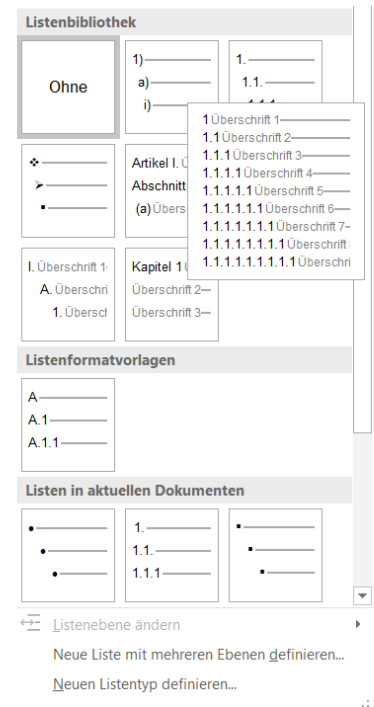 Listenbibliothek
Ohne
1)
a)
i)
1.
1.1.
1 Überschrift 1
1.1 Überschrift 2
1.1.1 Überschrift 3
1.1.1.1 Überschrift 4
1.1.1.1.1 Überschrift 5
1.1.1.1.1.1 Überschrift 6
1.1.1.1.1.1.1 Überschrift 7
1.1.1.1.1.1.1.1 Überschrift
1.1.1.1.1.1.1.1.1 Überschri
Artikel I. Ü
Abschnitt
(a) Übers
I. Überschrift 1
A. Überschri
1. Übersch
Kapitel 1
Überschrift 2
Überschrift 3
Listenformatvorlagen
A
A.1
A.1.1
Listen in aktuellen Dokumenten
1.
1.1.
1.1.1
Listenebene ändern
Neue Liste mit mehreren Ebenen definieren...
Neuen Listentyp definieren...